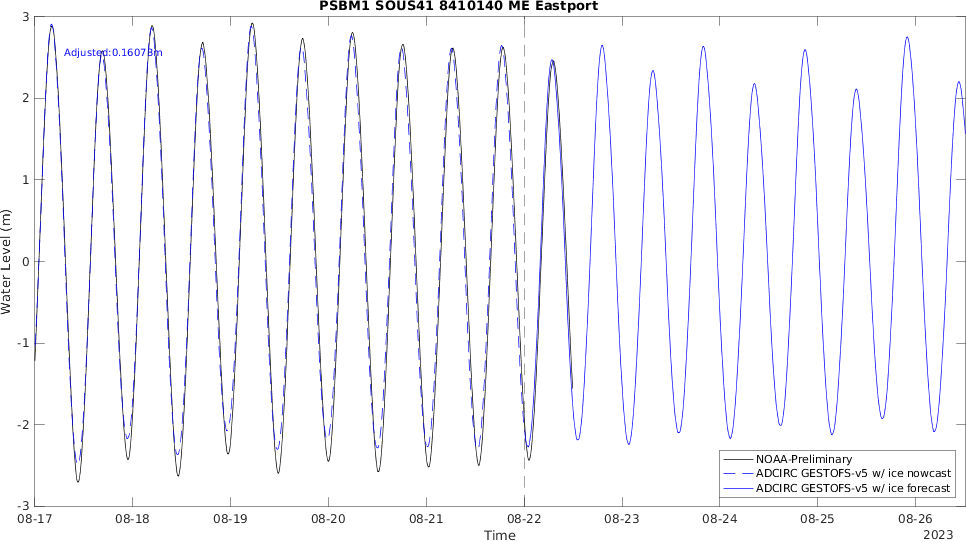 PSBM1 SOUS41 8410140 ME Eastport
Adjusted:0.16073m
Water Level (m)
3
2
1
0
-1
-2
-3
NOAA-Preliminary
ADCIRC GESTOFS-v5 w/ ice nowcast
ADCIRC GESTOFS-v5 w/ ice forecast
08-17 08-18 08-19 08-20 08-21 08-22 08-23 08-24 08-25 08-26
Time
2023